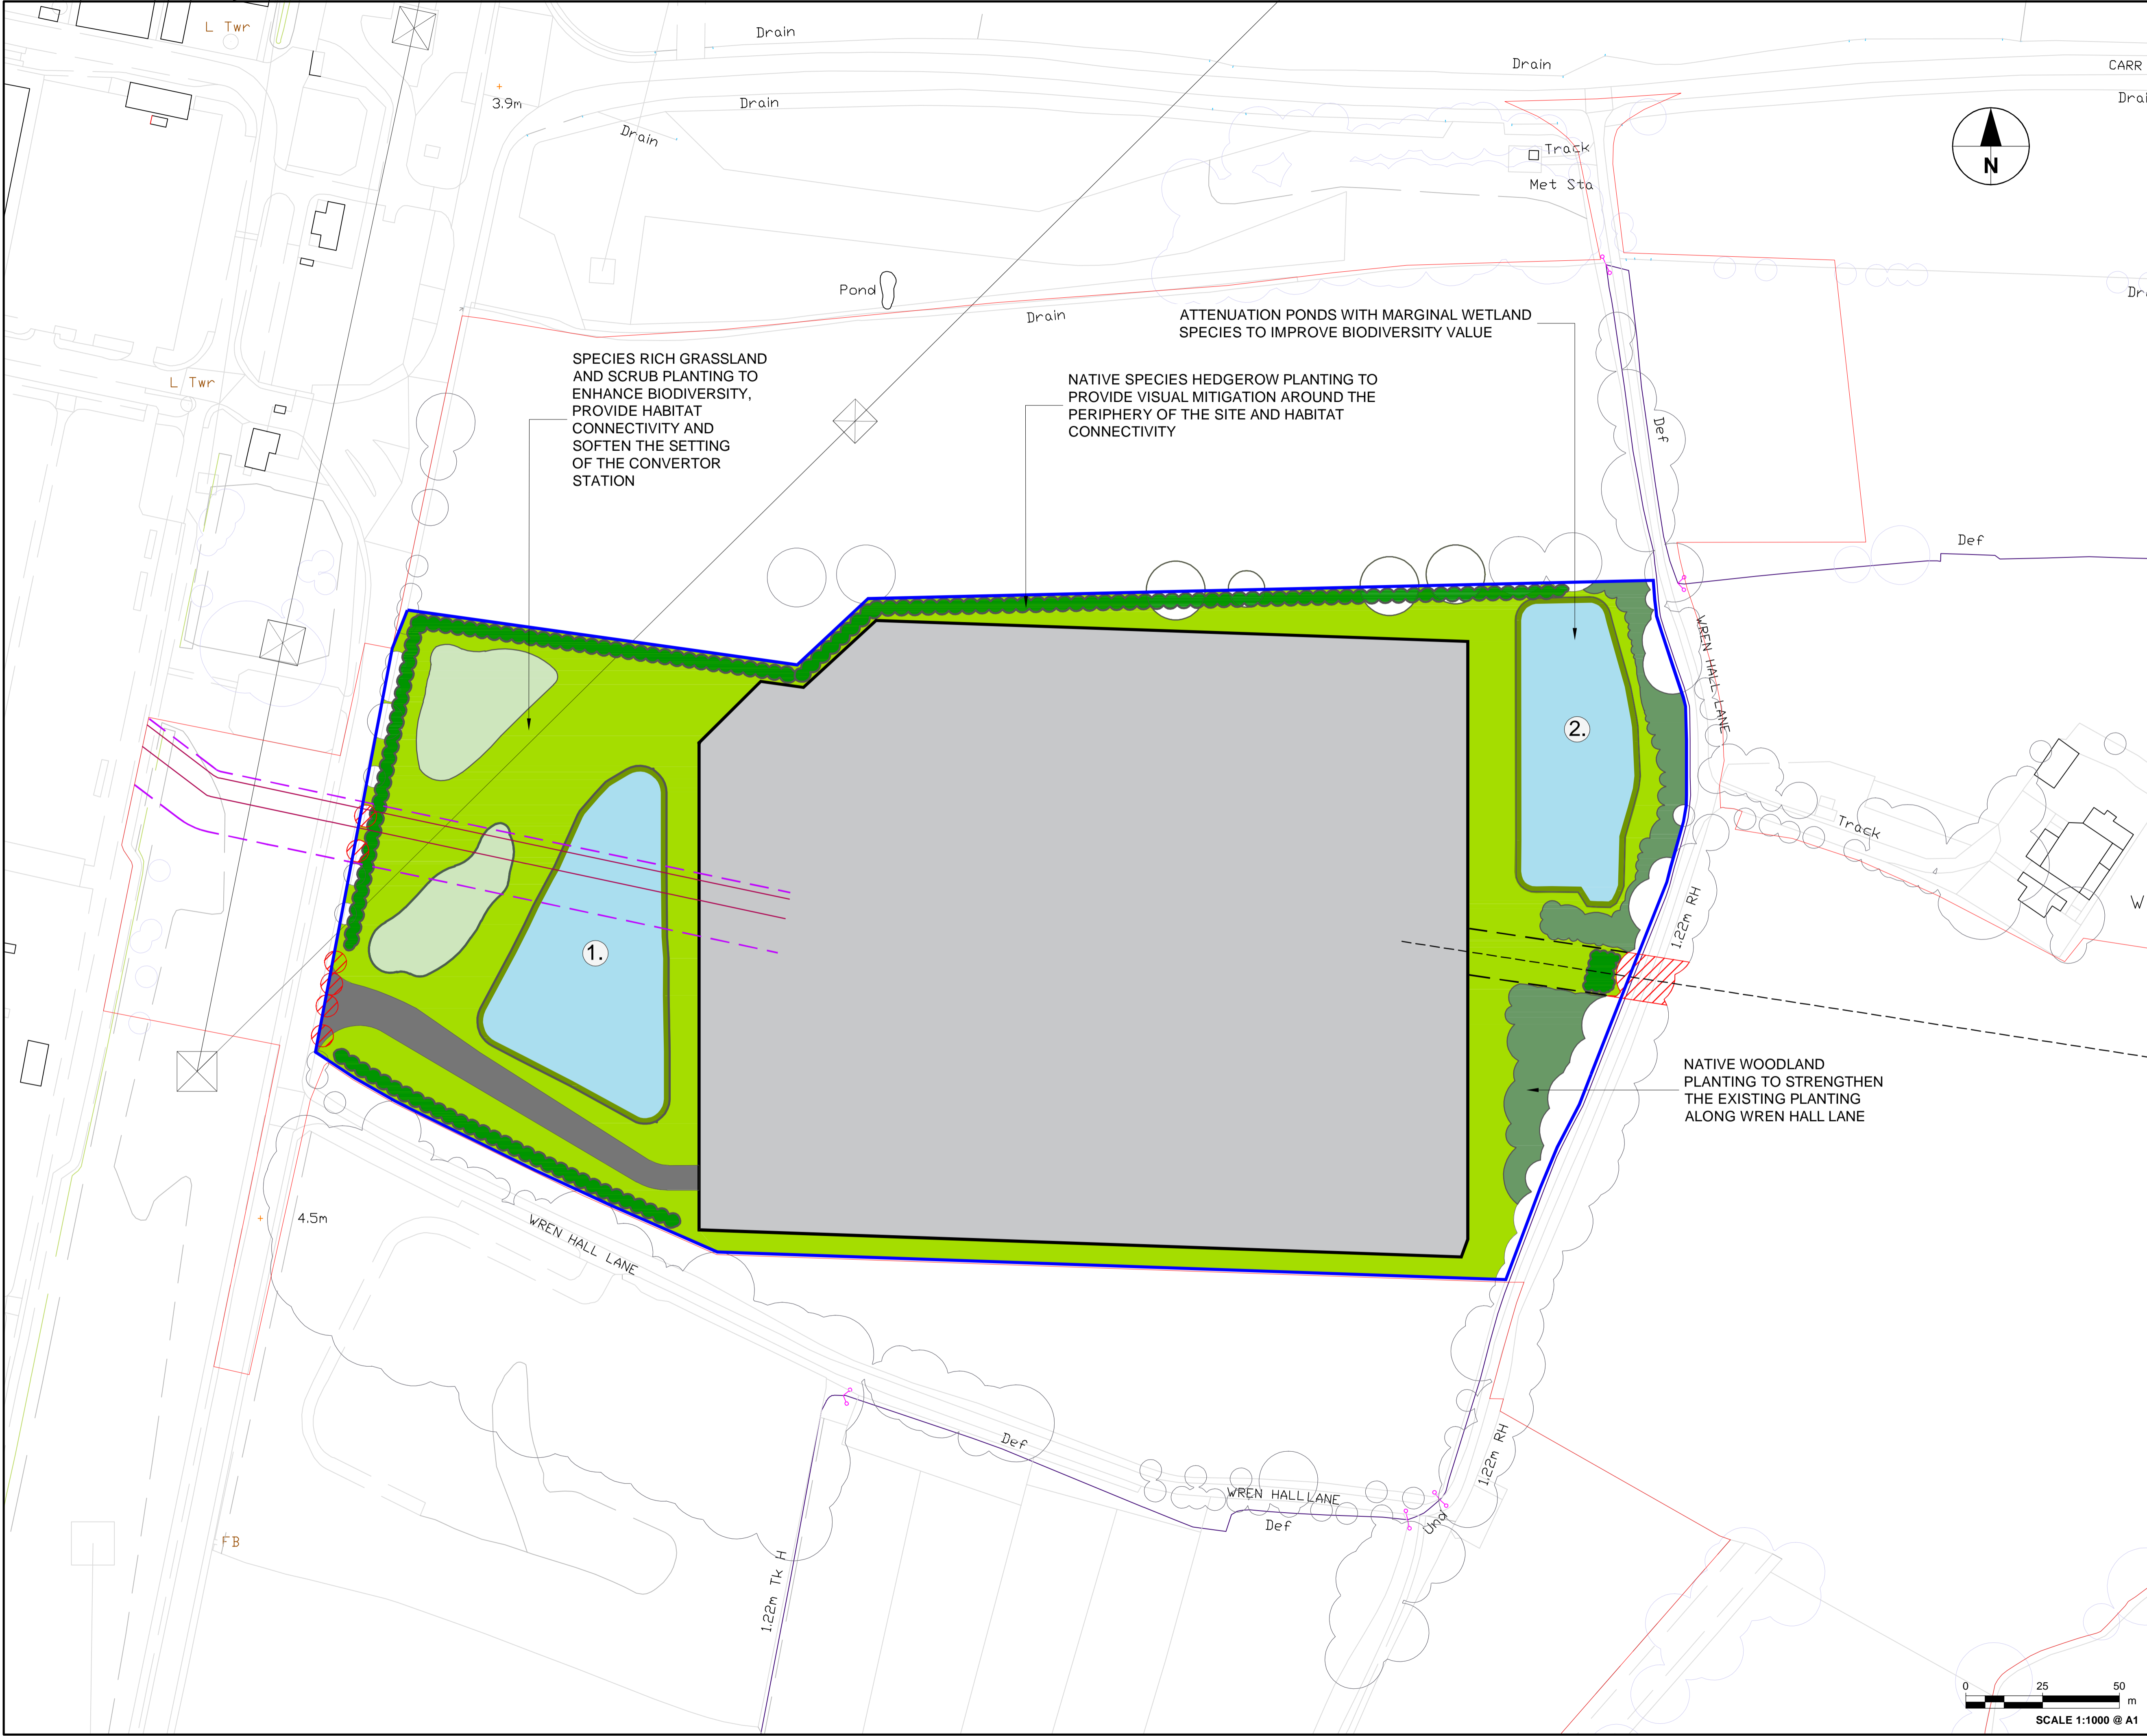 L Twr
Drain
Drain
CARR
3.9m
Drain
Drai
Drain
Track
N
Met Sta
Pond
Dr
Drain
ATTENUATION PONDS WITH MARGINAL WETLAND
SPECIES TO IMPROVE BIODIVERSITY VALUE
SPECIES RICH GRASSLAND
AND SCRUB PLANTING TO
ENHANCE BIODIVERSITY,
PROVIDE HABITAT
CONNECTIVITY AND
SOFTEN THE SETTING
OF THE CONVERTOR
STATION
L Twr
NATIVE SPECIES HEDGEROW PLANTING TO
PROVIDE VISUAL MITIGATION AROUND THE
PERIPHERY OF THE SITE AND HABITAT
CONNECTIVITY
Def
Def
WREN HALL LANE
2.
Track
W
1.22m RH
1.
NATIVE WOODLAND
PLANTING TO STRENGTHEN
THE EXISTING PLANTING
ALONG WREN HALL LANE
4.5m
WREN HALL LANE
Def
1.22m RH
WREN HALL LANE
Def
Und
FB
1.22m Tk H
0 25 50
m
SCALE 1:1000 @ A1